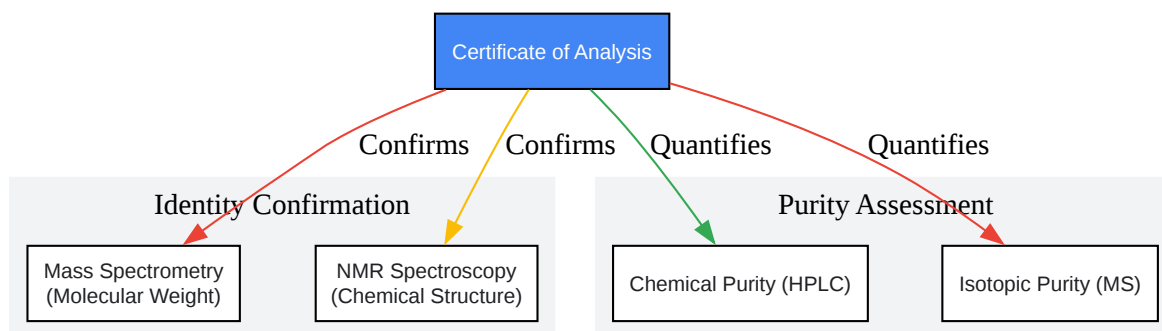 Certificate of Analysis
Confirms
Confirms
Quantifies
Quantifies
Identity Confirmation
Purity Assessment
Mass Spectrometry
(Molecular Weight)
NMR Spectroscopy
(Chemical Structure)
Chemical Purity (HPLC)
Isotopic Purity (MS)